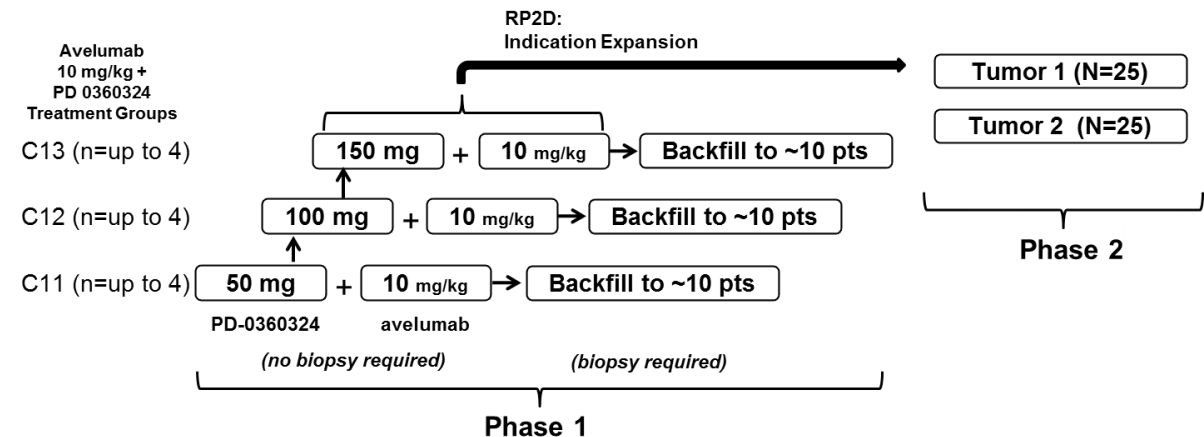 RP2D:
Indication Expansion
Avelumab
10 mg/kg +
PD 0360324
Treatment Groups
Tumor 1 (N=25)
Tumor 2 (N=25)
C13 (n=up to 4) 150 mg + 10 mg/kg Backfill to ~10 pts
C12 (n=up to 4) 100 mg + 10 mg/kg Backfill to ~10 pts
C11 (n=up to 4) 50 mg + 10 mg/kg Backfill to ~10 pts
PD-0360324 avelumab
(no biopsy required) (biopsy required)
Phase 1
Phase 2